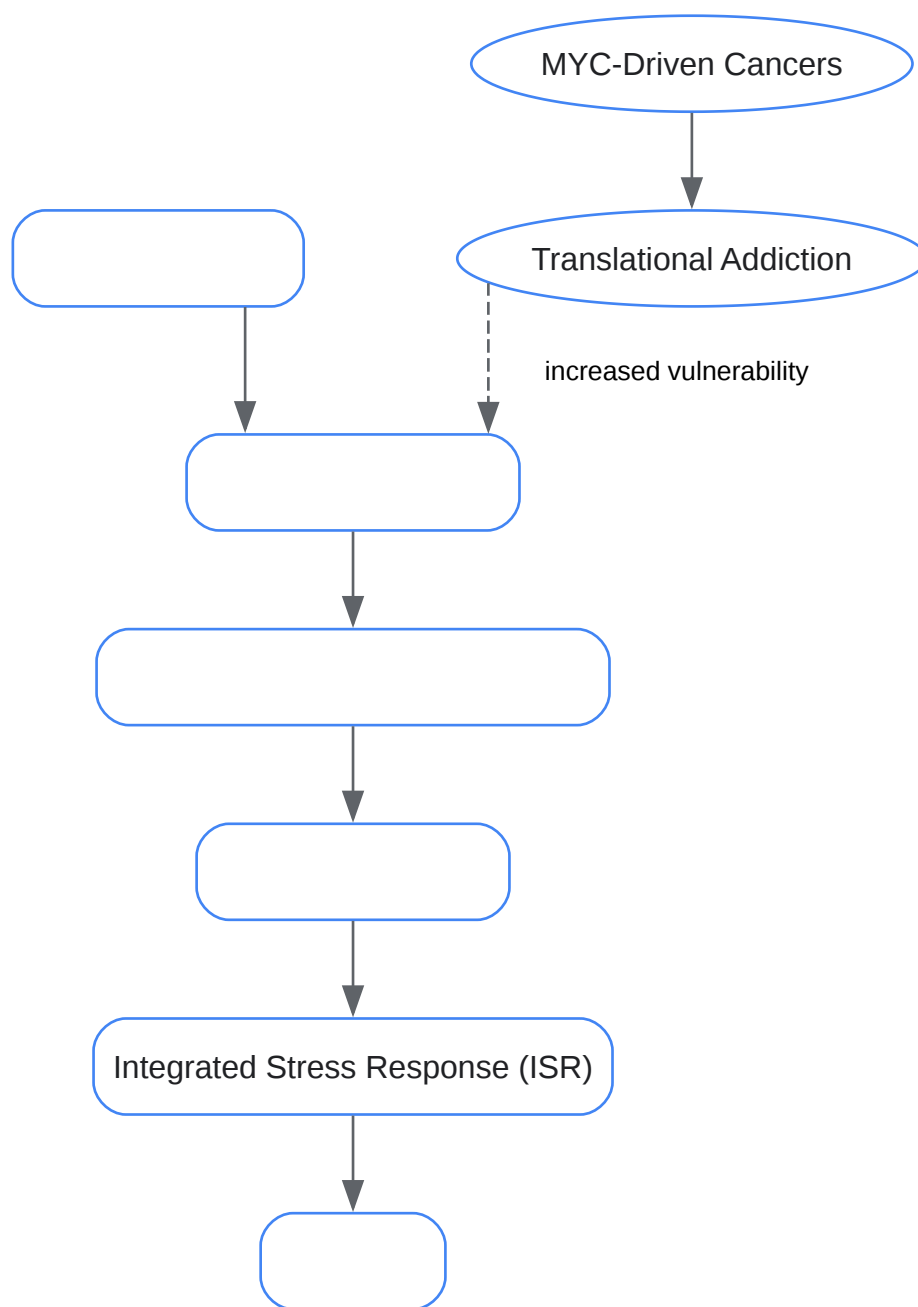 MYC-Driven Cancers
Translational Addiction
increased vulnerability
Integrated Stress Response (ISR)